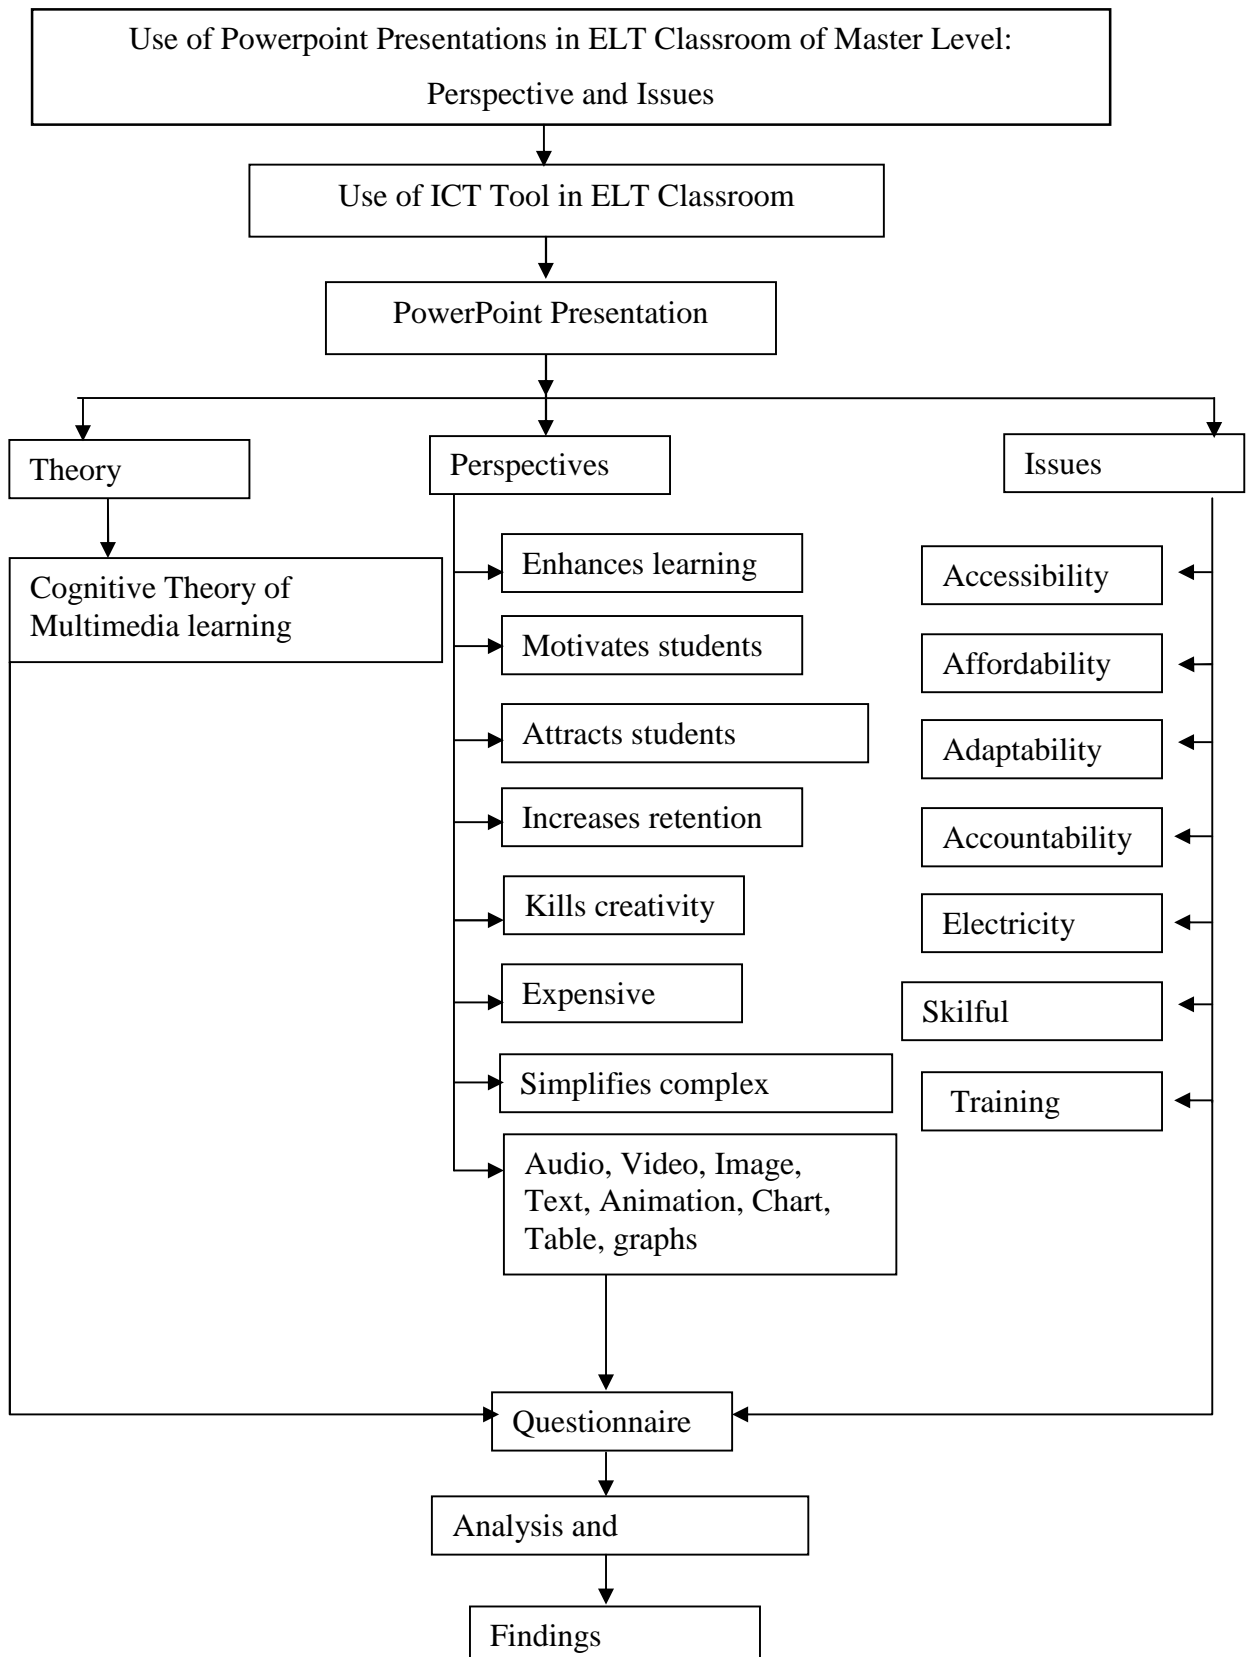 Use of Powerpoint Presentations in ELT Classroom of Master Level:
Perspective and Issues
Use of ICT Tool in ELT Classroom
PowerPoint Presentation
Theory
Perspectives
Issues
Cognitive Theory of
Multimedia learning
Enhances learning
Motivates students
Attracts students
Increases retention
Kills creativity
Expensive
Simplifies complex
Audio, Video, Image,
Text, Animation, Chart,
Table, graphs
Accessibility
Affordability
Adaptability
Accountability
Electricity
Skilful
Training
Questionnaire
Analysis and
Findings